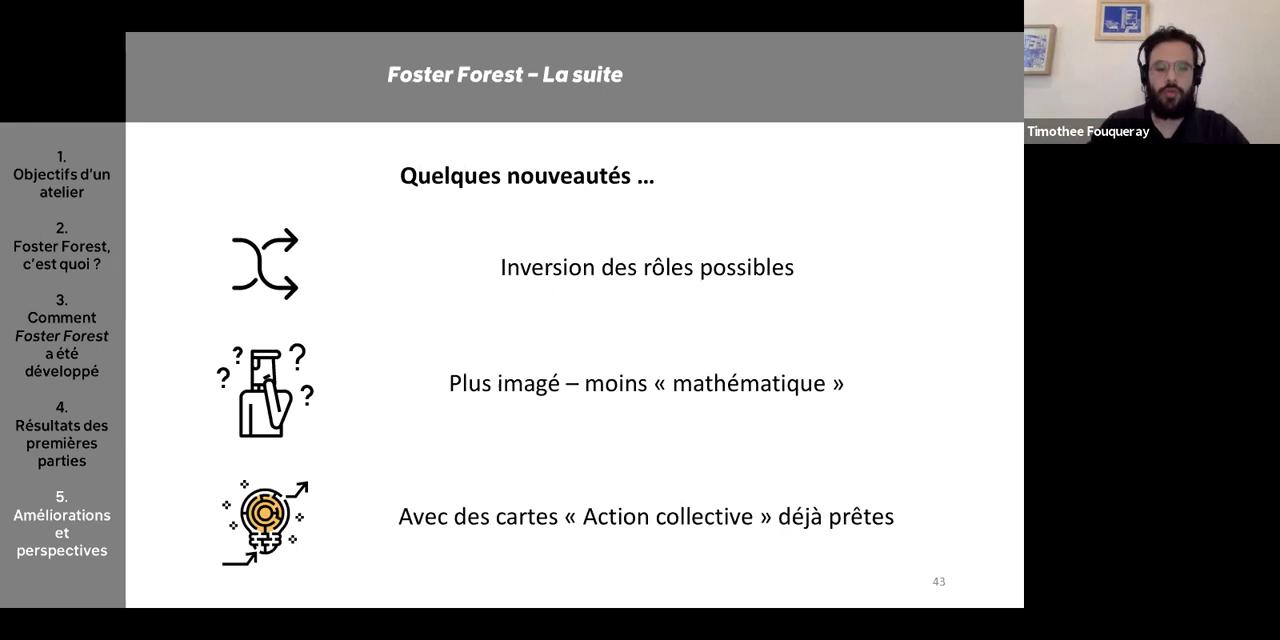 Foster Forest – La suite
Timothee Fouqueray
1.
Objectifs d'un
atelier
2.
Foster Forest,
c'est quoi ?
3.
Comment
Foster Forest
a été
développé
4.
Résultats des
premières
parties
5.
Améliorations
et
perspectives
Quelques nouveautés ...
Inversion des rôles possibles
? ? ? ?
Plus imagé – moins « mathématique »
Avec des cartes « Action collective » déjà prêtes
43